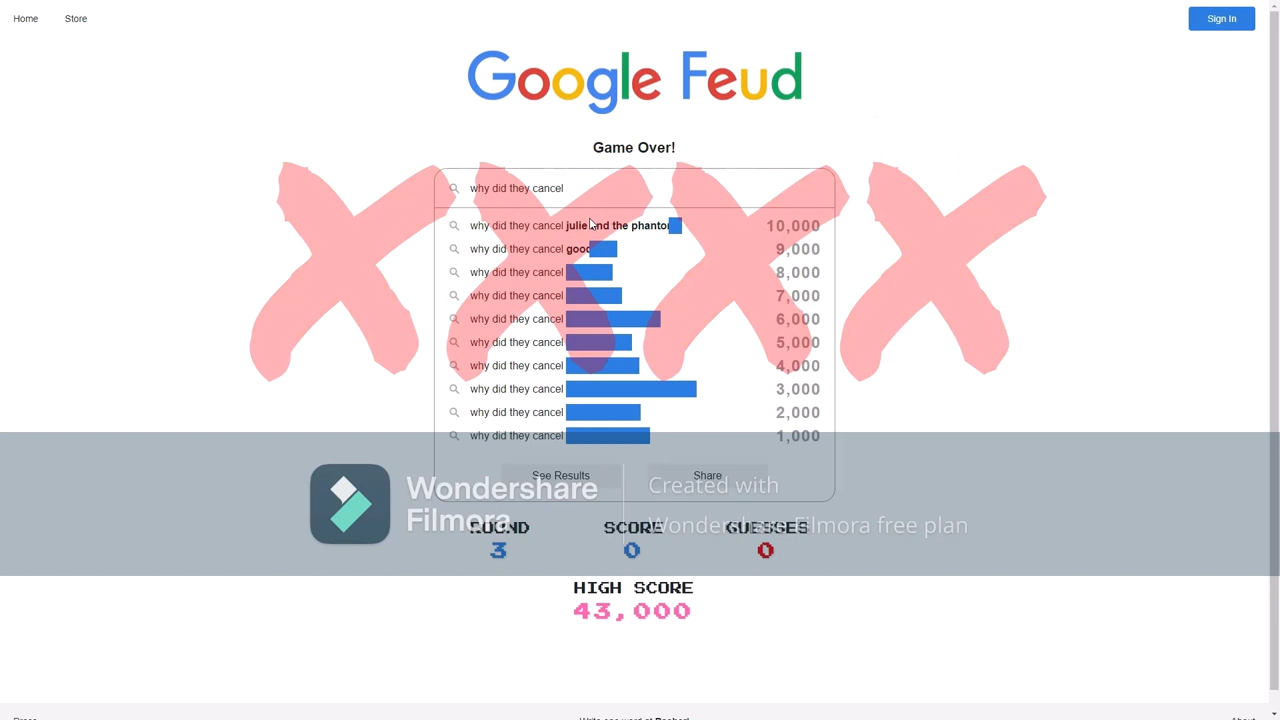 Home Store Sign In
Google Feud
Game Over!
why did they cancel
why did they cancel julie and the phanto 10,000
why did they cancel good 9,000
why did they cancel 8,000
why did they cancel 7,000
why did they cancel 6,000
why did they cancel 5,000
why did they cancel 4,000
why did they cancel 3,000
why did they cancel 2,000
why did they cancel 1,000
See Results Share
Wondershare Filmora
Created with
Wondershare Filmora free plan
ROUND SCORE GUESSES
3 0 0
HIGH SCORE
43,000